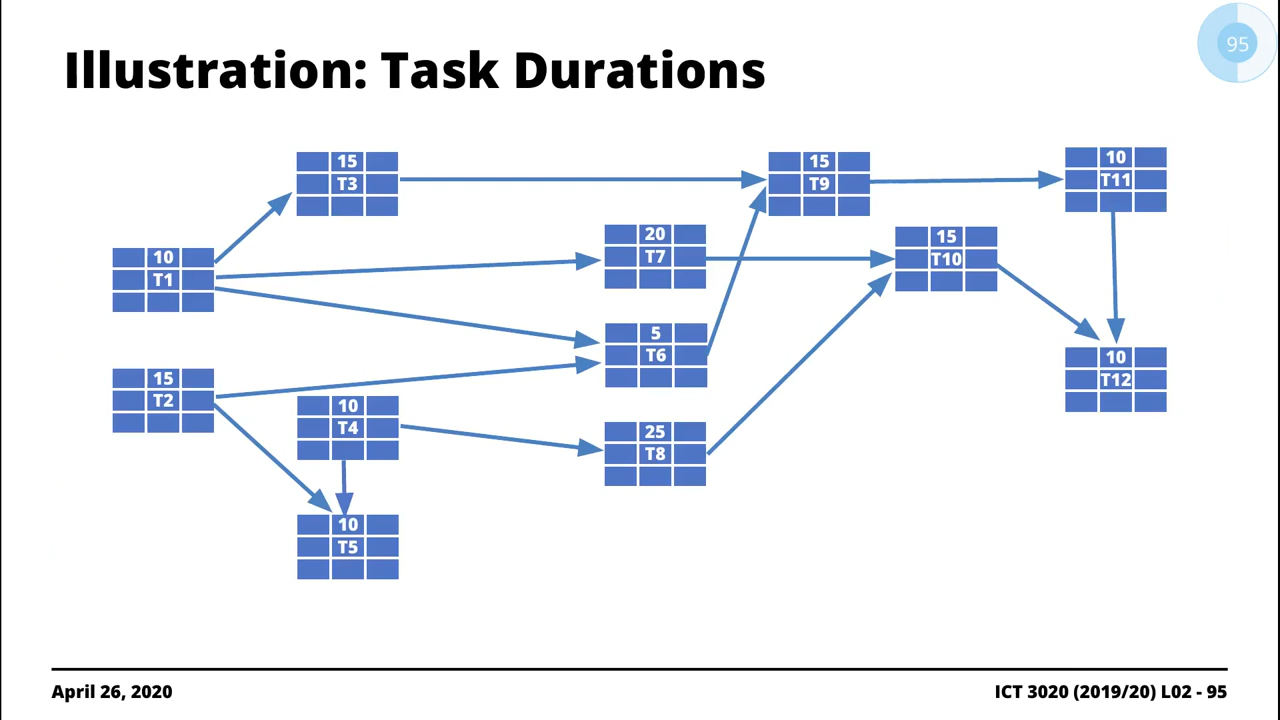 95
Illustration: Task Durations
15
T3
15
T9
10
T11
20
T7
15
T10
10
T1
5
T6
10
T12
15
T2
10
T4
25
T8
10
T5
April 26, 2020
ICT 3020 (2019/20) L02 - 95